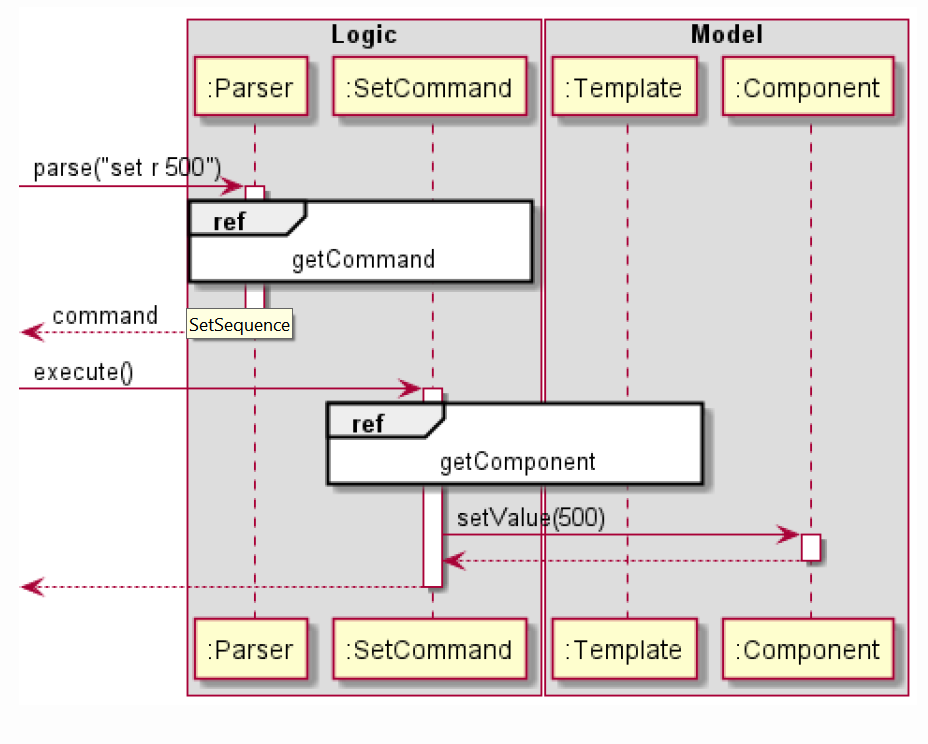 Logic
Model
:Parser
:SetCommand
:Template
:Component
parse("set r 500")
ref
getCommand
command
SetSequence
execute()
ref
getComponent
setValue(500)
:Parser
:SetCommand
:Template
:Component